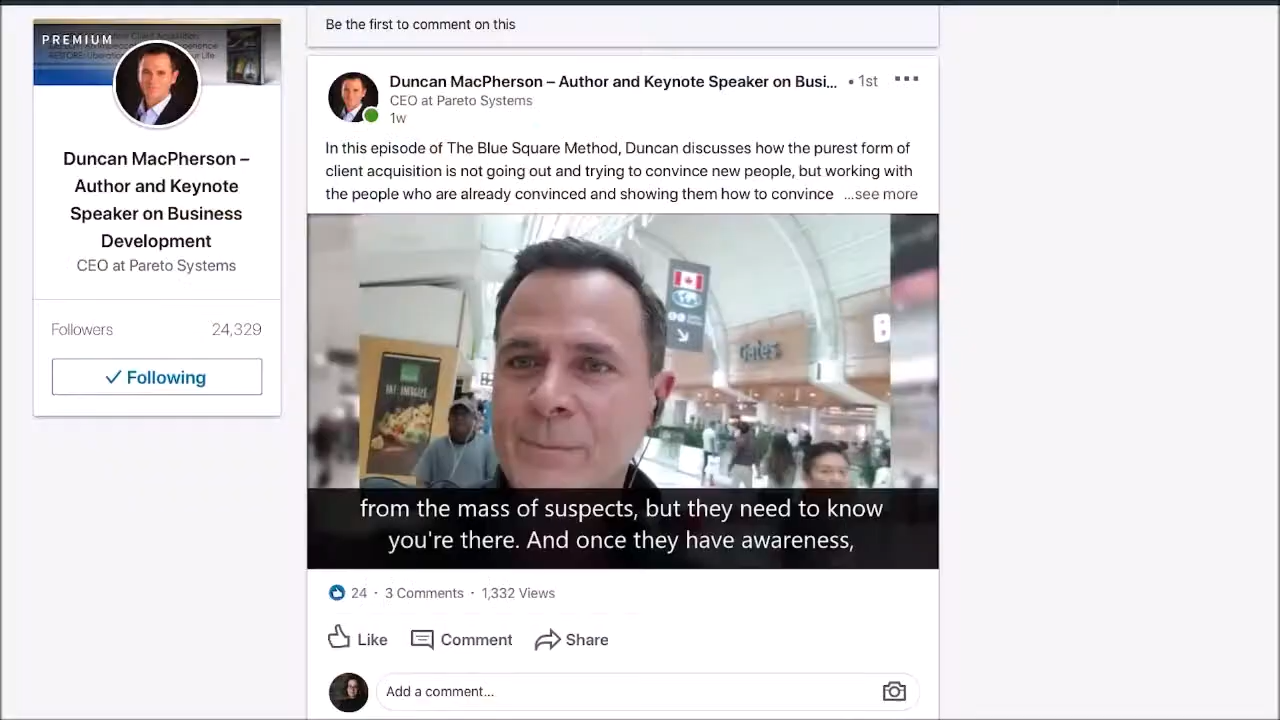 PREMIUM
Duncan MacPherson –
Author and Keynote
Speaker on Business
Development
CEO at Pareto Systems
Followers 24,329
Following
Be the first to comment on this
Duncan MacPherson – Author and Keynote Speaker on Busi... • 1st
CEO at Pareto Systems
1w
In this episode of The Blue Square Method, Duncan discusses how the purest form of
client acquisition is not going out and trying to convince new people, but working with
the people who are already convinced and showing them how to convince ...see more
Gates
from the mass of suspects, but they need to know
you're there. And once they have awareness,
24 · 3 Comments · 1,332 Views
Like Comment Share
Add a comment...